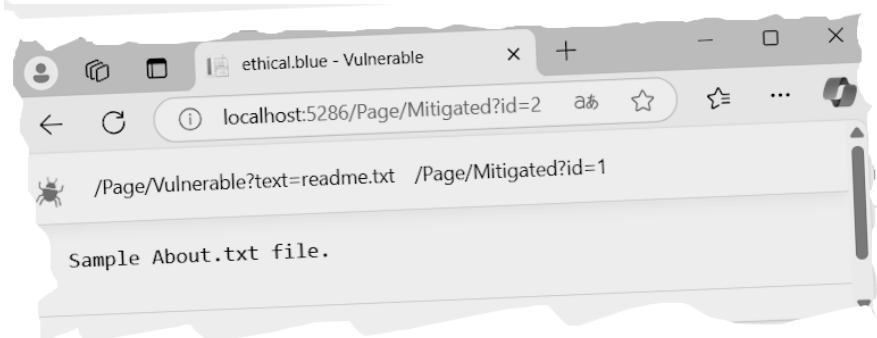 ethical.blue - Vulnerable
localhost:5286/Page/Mitigated?id=2 aあ
/Page/Vulnerable?text=readme.txt /Page/Mitigated?id=1
Sample About.txt file.